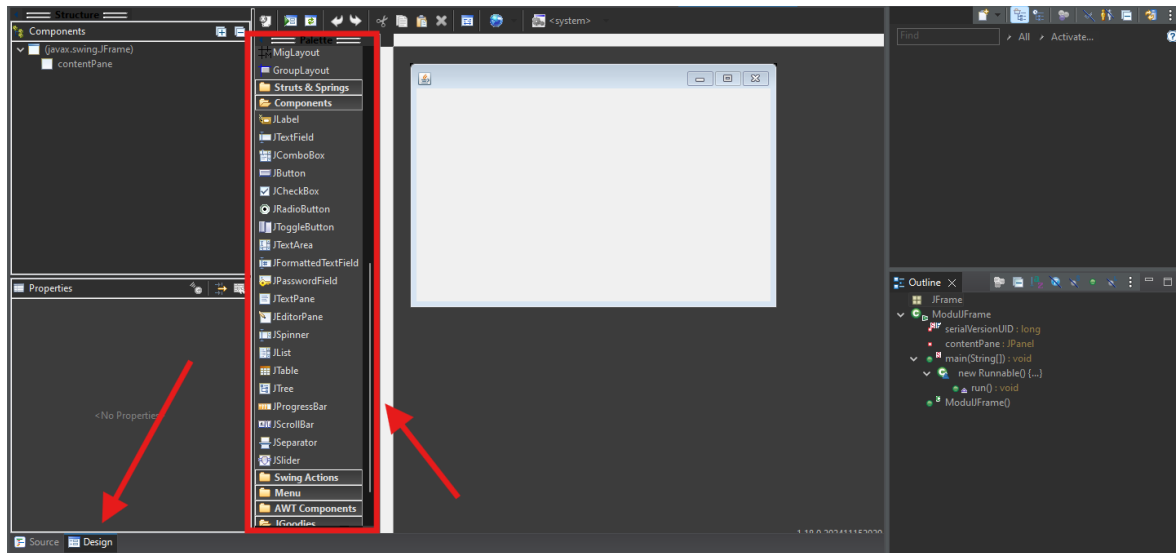 Structure
Components
(javax.swing.JFrame)
contentPane
Properties
<No Properties
Source
Design
<system>
Palette
MigLayout
GroupLayout
Struts & Springs
Components
JLabel
JTextField
JComboBox
JButton
JCheckBox
JRadioButton
JToggleButton
JTextArea
JFormattedTextField
JPasswordField
JTextPane
JEditorPane
JSpinner
JList
JTable
JTree
JProgressBar
JScrollBar
JSeparator
JSlider
Swing Actions
Menu
AWT Components
JGoodies
Find
All
Activate...
Outline
JFrame
ModulJFrame
serialVersionUID : long
contentPane : JPanel
main(String[]) : void
new Runnable() {...}
run() : void
ModulJFrame()